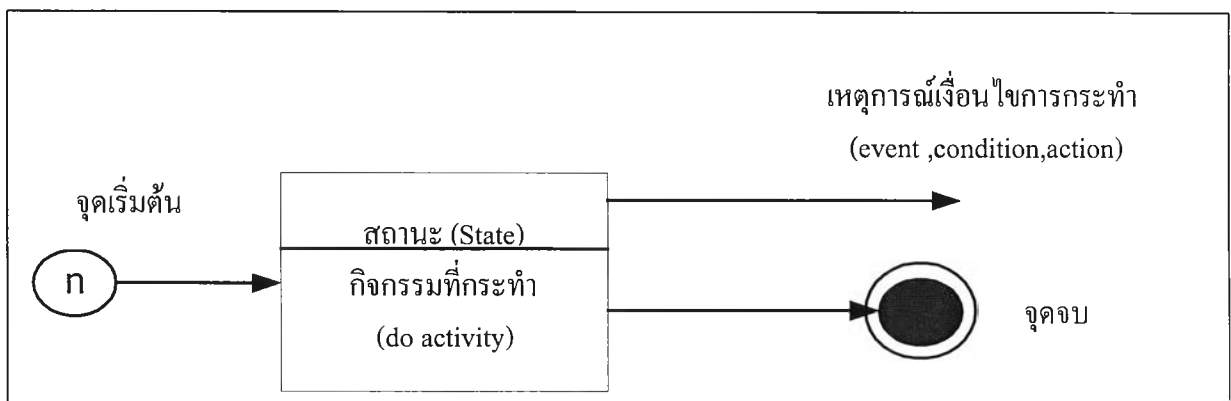 เหตุการณ์เงื่อนไขการกระทำ
(event ,condition,action)
จุดเริ่มต้น
สถานะ (State)
n
กิจกรรมที่กระทำ
(do activity)
จุดจบ